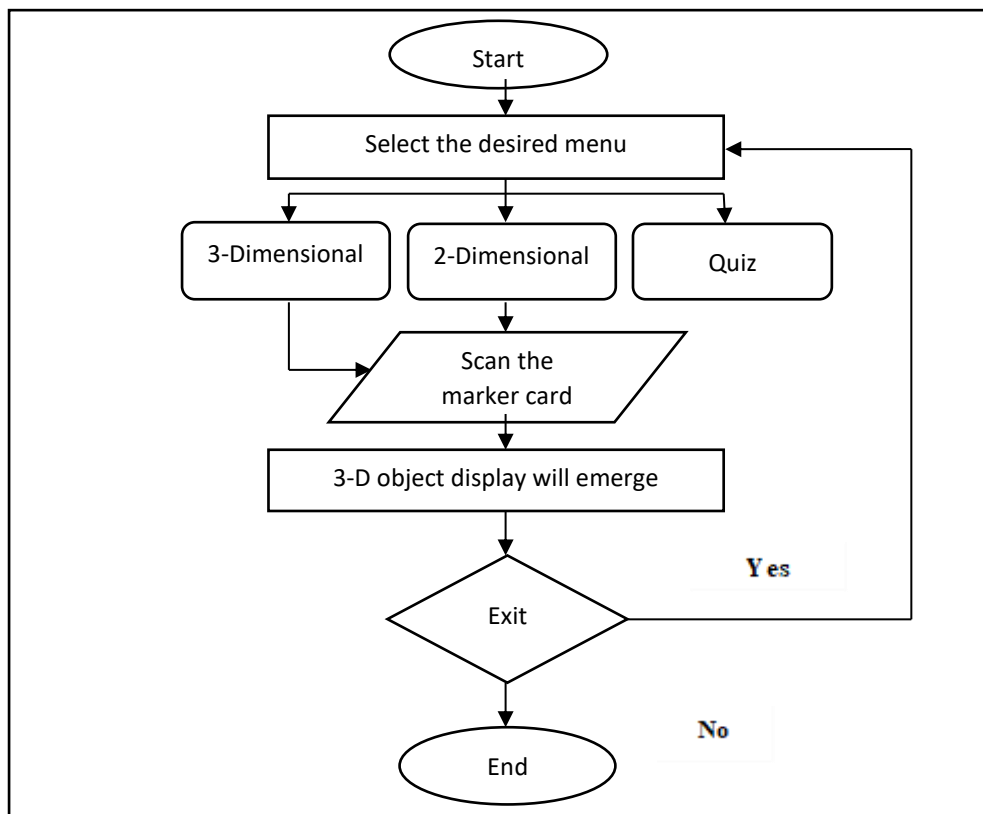 Start
Select the desired menu
3-Dimensional
2-Dimensional
Quiz
Scan the
marker card
3-D object display will emerge
Yes
Exit
No
End